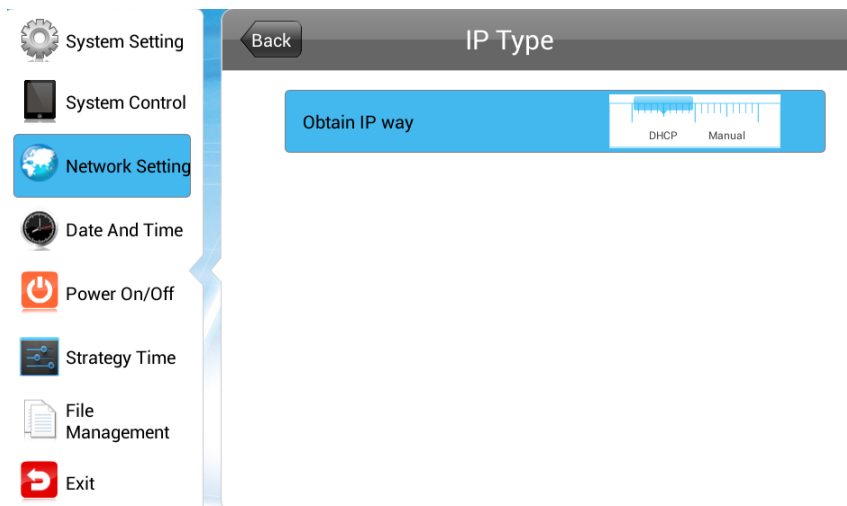 System Setting
System Control
Network Setting
Date And Time
Power On/Off
Strategy Time
File
Management
Exit
Back
IP Type
Obtain IP way
DHCP Manual